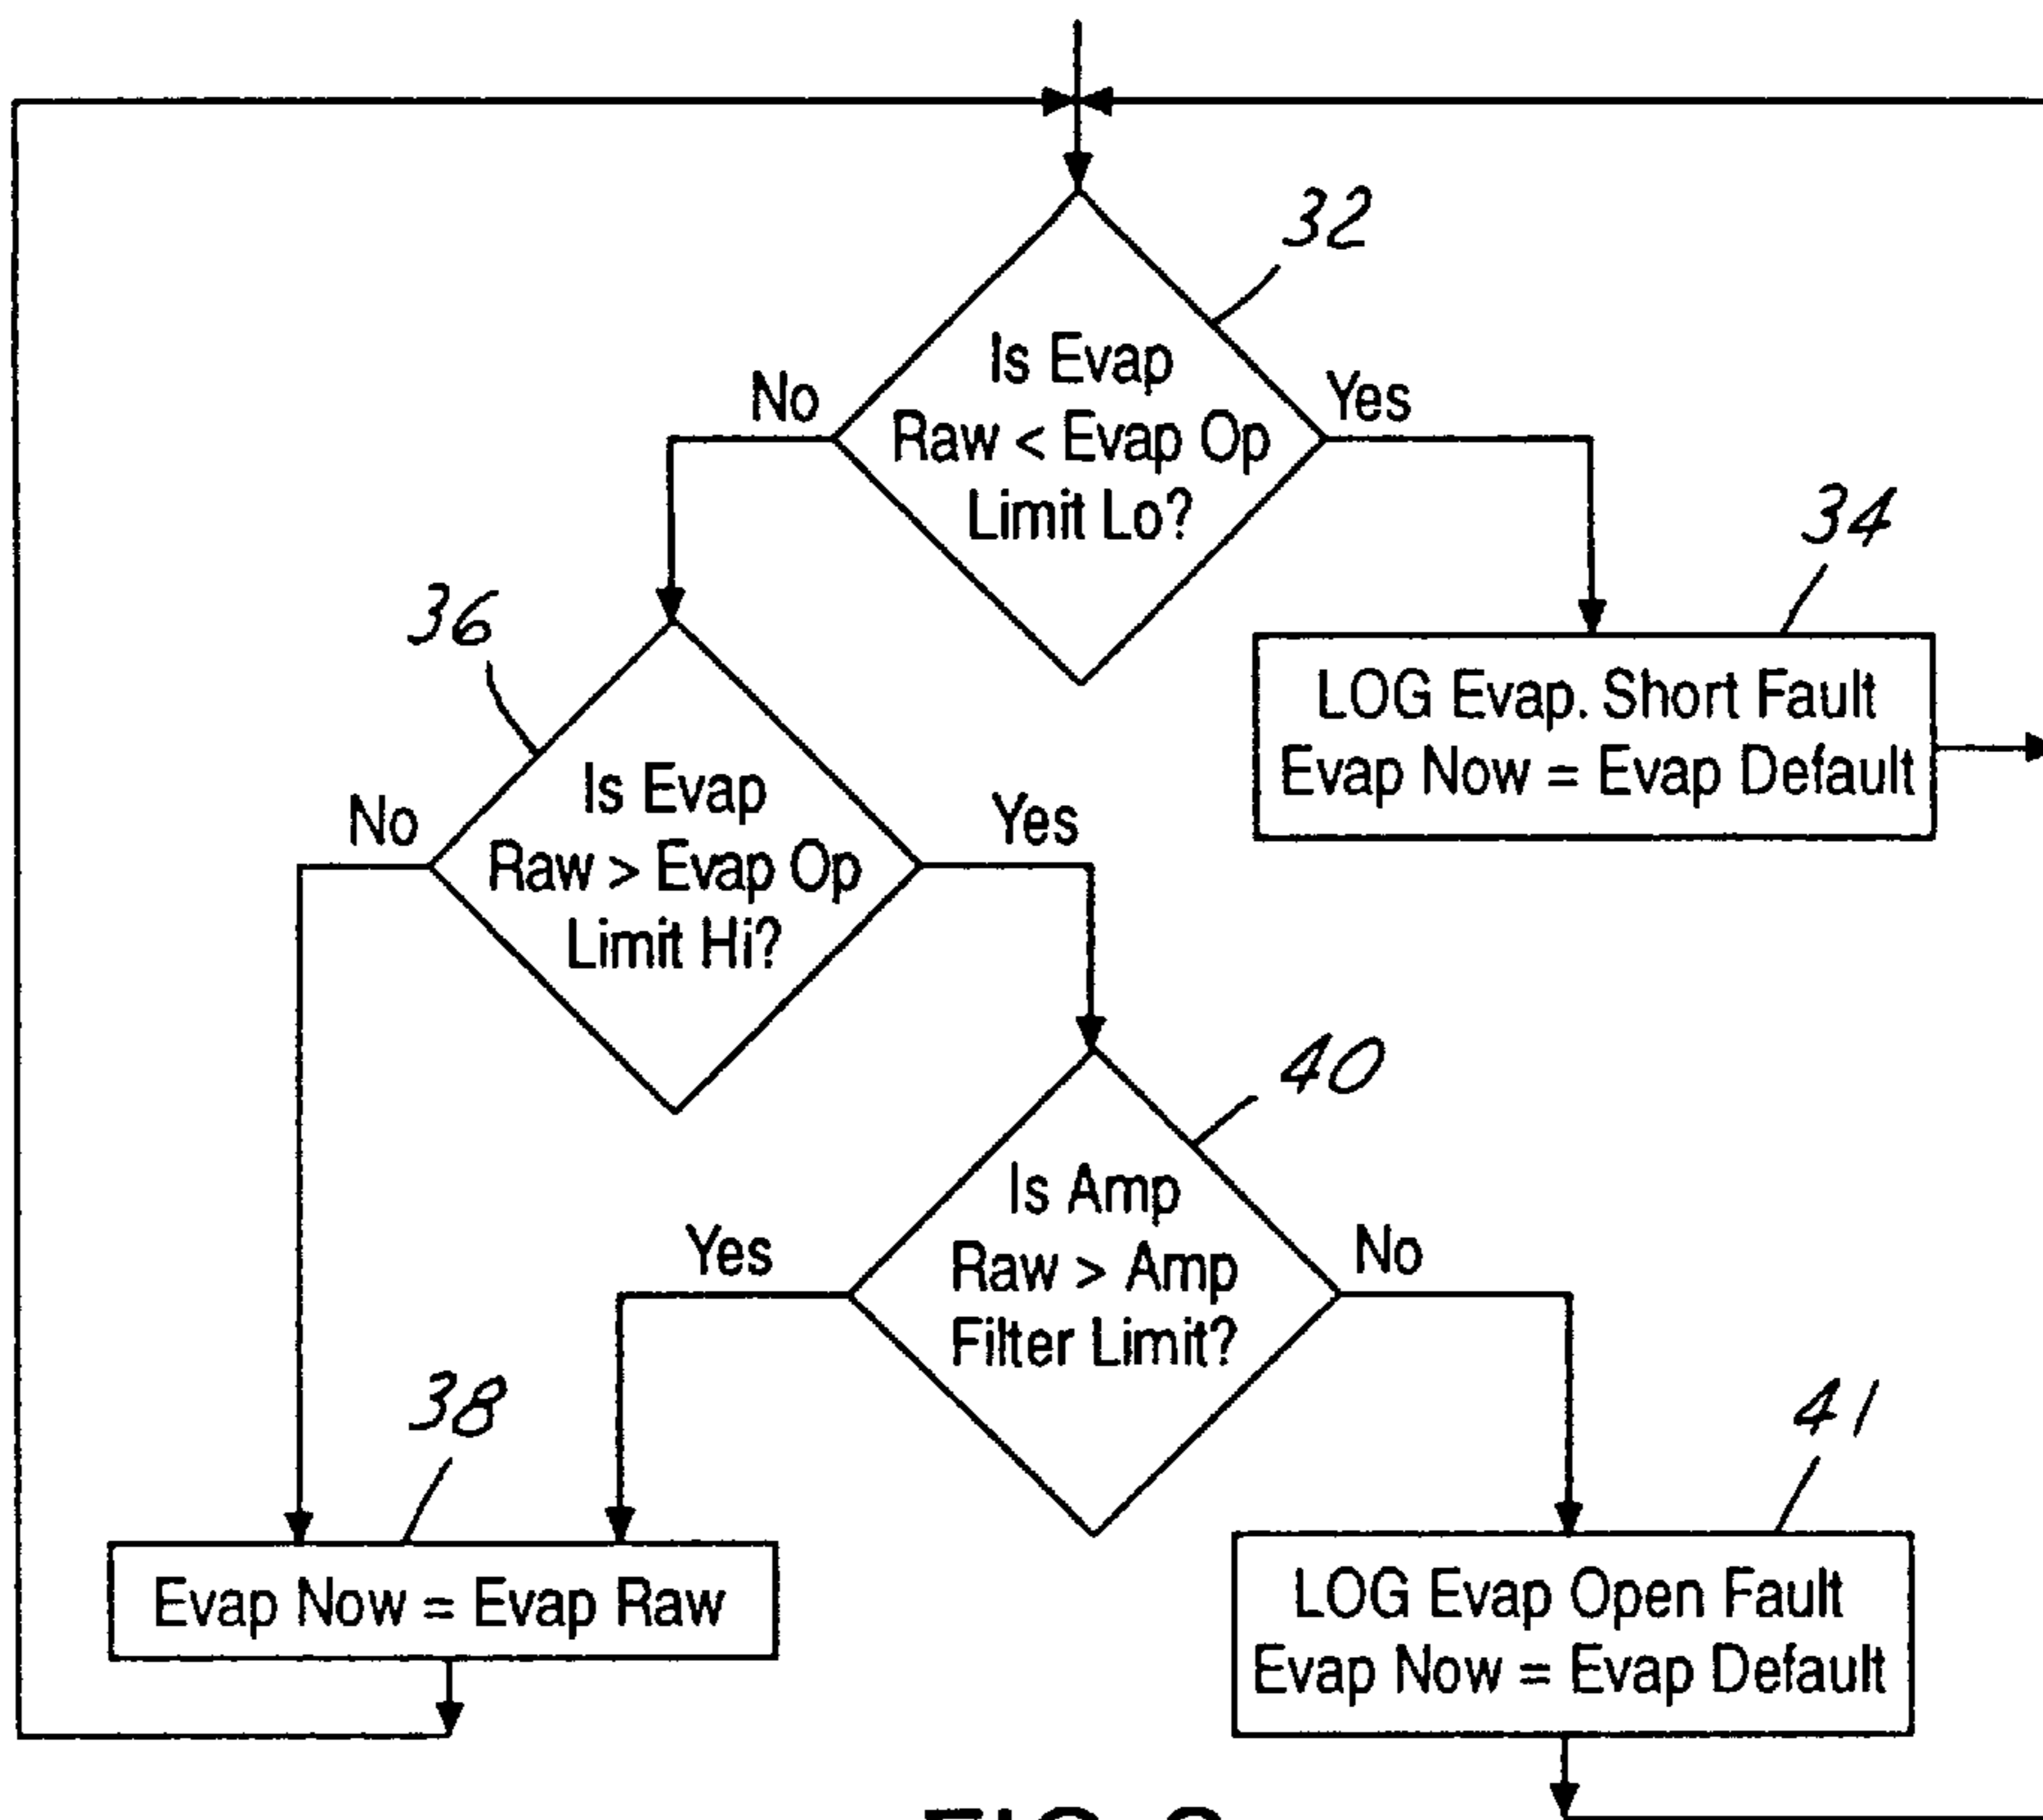 32
Is Evap
Raw < Evap Op
Limit Lo?
No
Yes
34
LOG Evap. Short Fault
Evap Now = Evap Default
36
Is Evap
Raw > Evap Op
Limit Hi?
No
Yes
40
Is Amp
Raw > Amp
Filter Limit?
Yes
No
38
Evap Now = Evap Raw
41
LOG Evap Open Fault
Evap Now = Evap Default